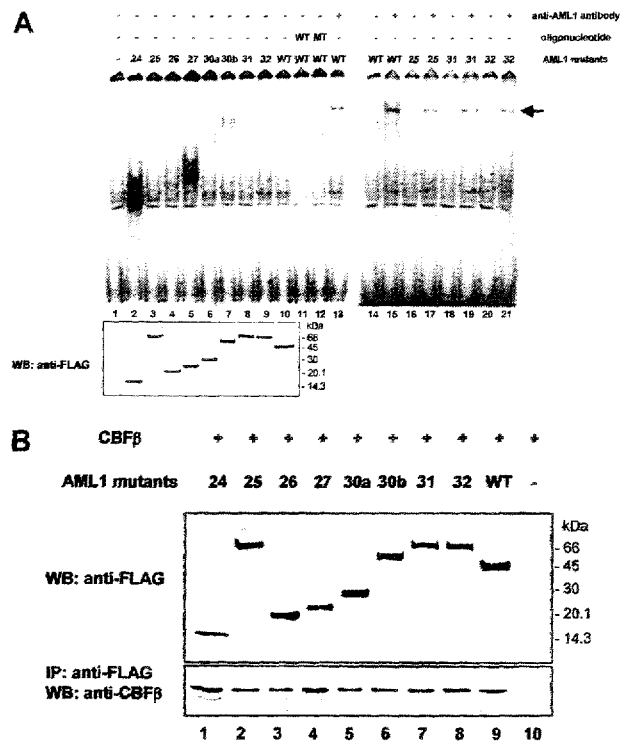 A
- - - - - - - - - - - - + - + - + - + - + anti-AML1 antibody
- - - - - - - - - - WT MT - - - - - - - - - oligonucleotide
- 24 25 26 27 30a 30b 31 32 WT WT WT WT WT WT 25 25 31 31 32 32 AML1 mutants
1 2 3 4 5 6 7 8 9 10 11 12 13 14 15 16 17 18 19 20 21
WB: anti-FLAG
kDa
- 66
- 45
- 30
- 20.1
- 14.3
B
CBFβ + + + + + + + + + +
AML1 mutants 24 25 26 27 30a 30b 31 32 WT -
kDa
- 66
- 45
- 30
- 20.1
- 14.3
WB: anti-FLAG
IP: anti-FLAG
WB: anti-CBFβ
1 2 3 4 5 6 7 8 9 10